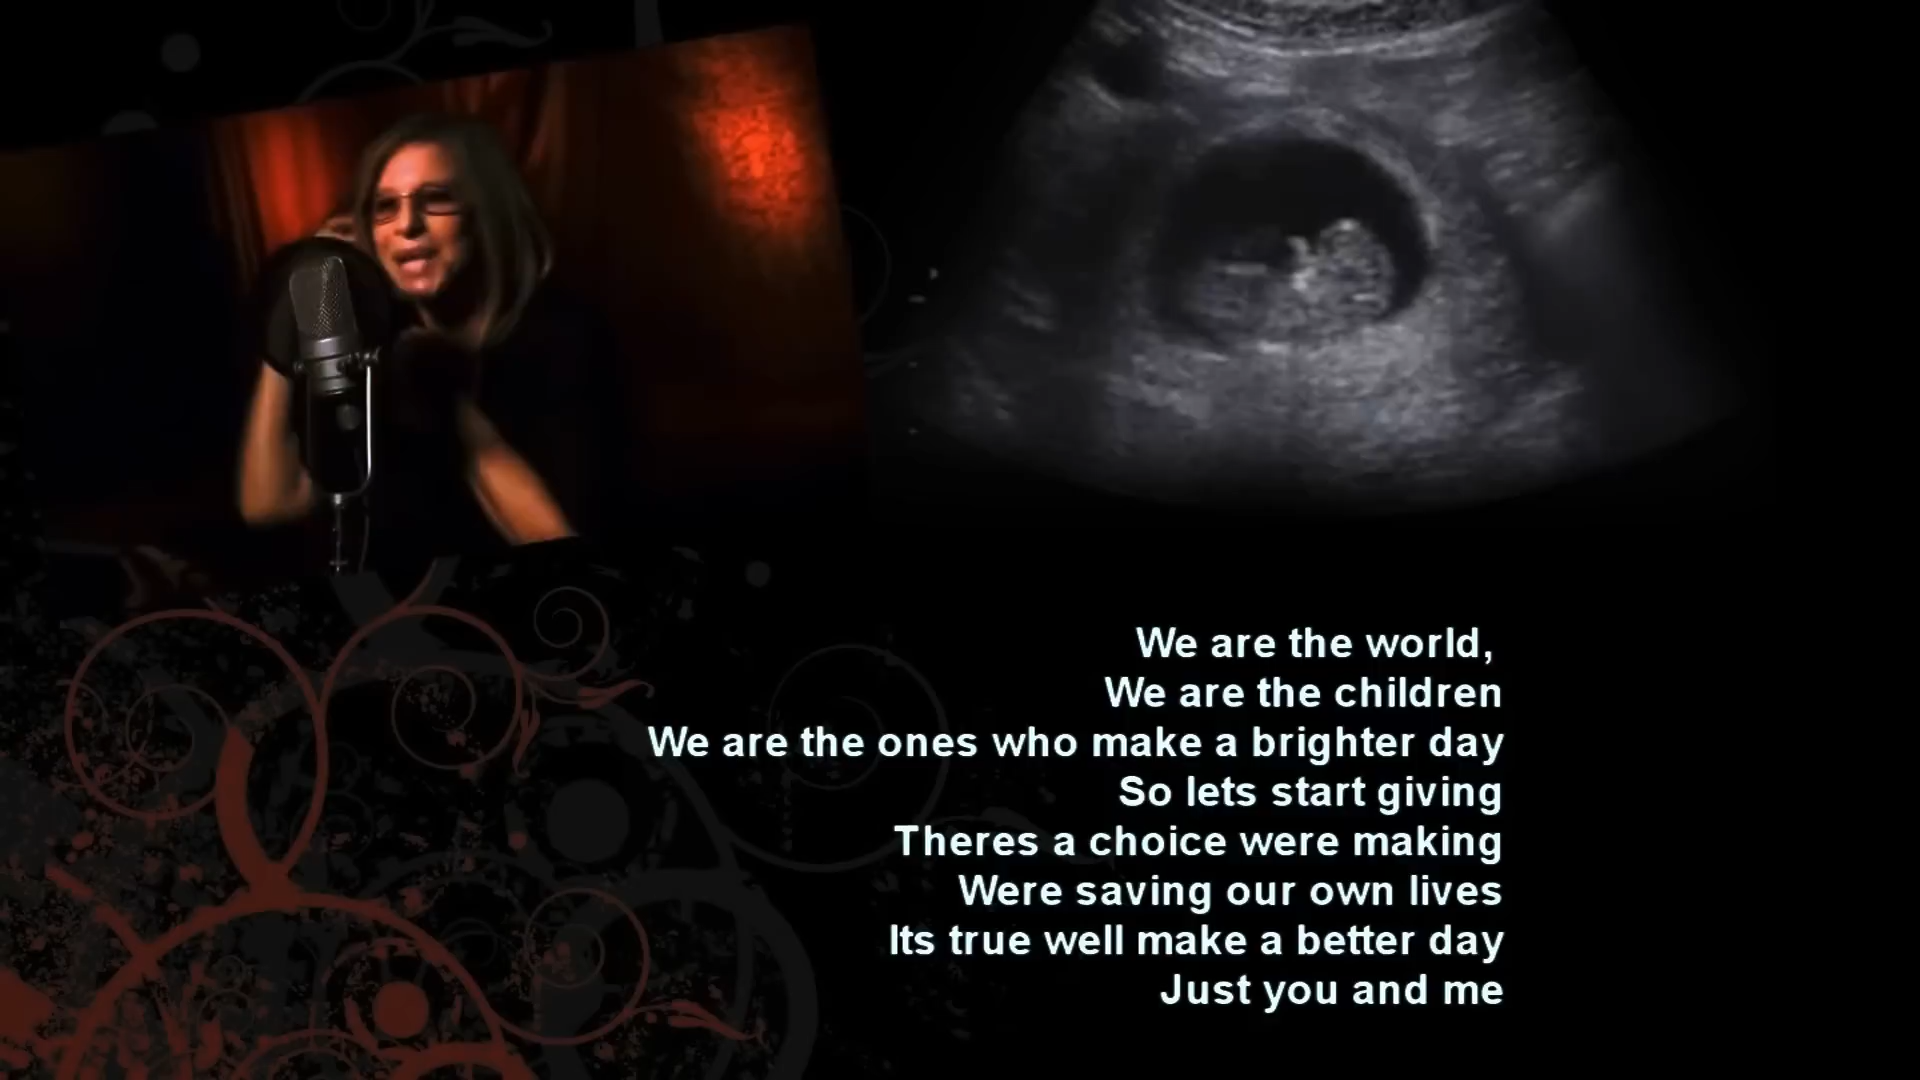 We are the world,
We are the children
We are the ones who make a brighter day
So lets start giving
Theres a choice were making
Were saving our own lives
Its true well make a better day
Just you and me